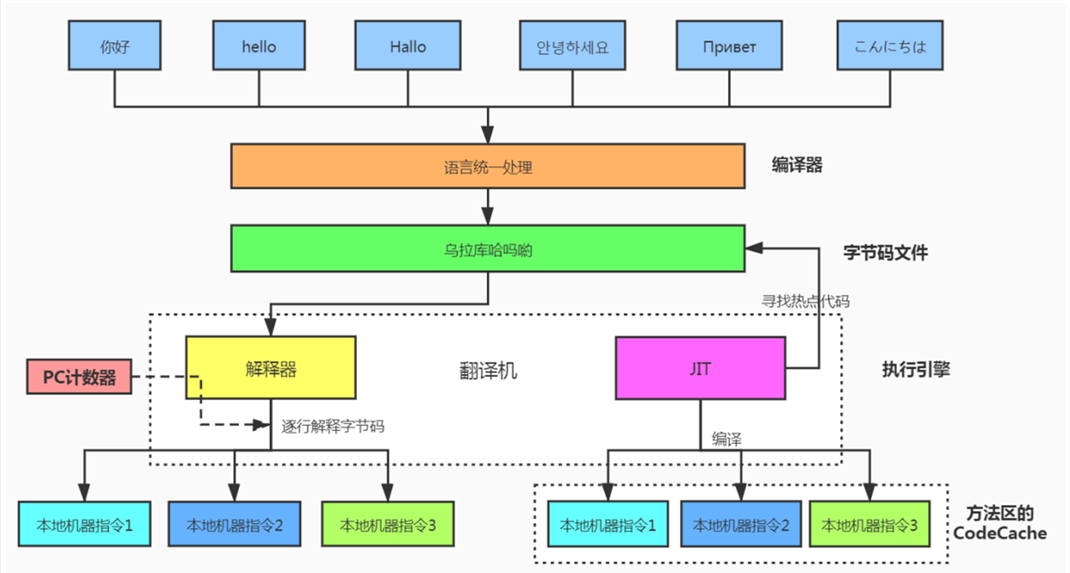 你好
hello
Hallo
안녕하세요
Привет
こんにちは
语言统一处理
编译器
乌拉库哈吗哟
字节码文件
寻找热点代码
解释器
翻译机
JIT
执行引擎
PC计数器
逐行解释字节码
编译
本地机器指令1
本地机器指令2
本地机器指令3
本地机器指令1
本地机器指令2
本地机器指令3
方法区的
CodeCache